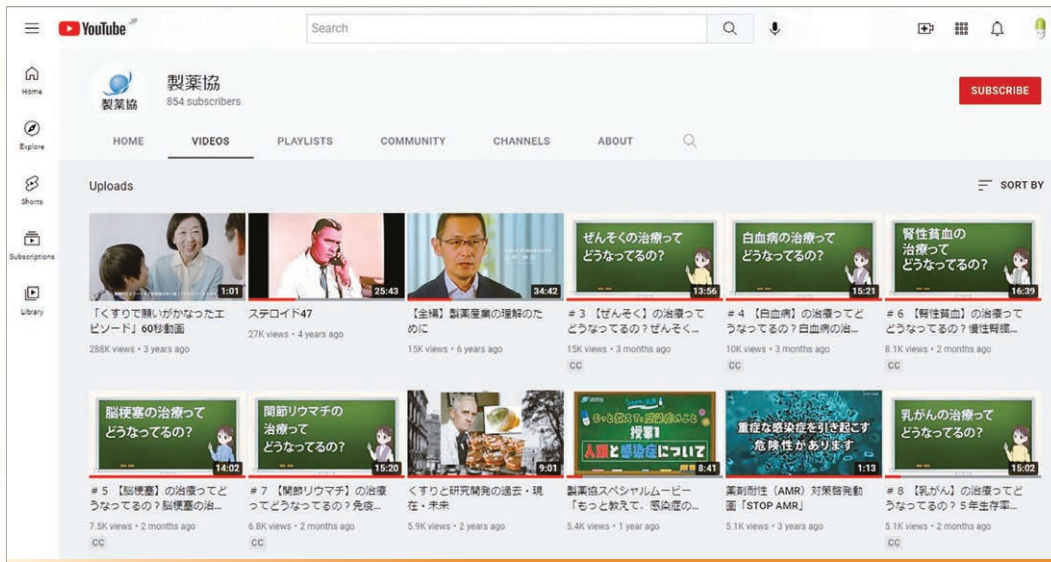 YouTube JP
Search
Home
Explore
Shorts
Subscriptions
Library
製薬協
製薬協
854 subscribers
SUBSCRIBE
HOME VIDEOS PLAYLISTS COMMUNITY CHANNELS ABOUT
Uploads
SORT BY
1:01
「くすりで願いがかなったエ
ピソード」60秒動画
288K views • 3 years ago
25:43
ステロイド47
27K views • 4 years ago
34:42
【全編】製薬産業の理解のた
めに
15K views • 6 years ago
ぜんそくの治療って
どうなってるの？
13:56
#3 【ぜんそく】の治療って
どうなってるの？ぜんそく...
15K views • 3 months ago
CC
白血病の治療って
どうなってるの？
15:21
#4 【白血病】の治療ってど
うなってるの？白血病の治...
10K views • 3 months ago
CC
腎性貧血の
治療って
どうなってるの？
16:39
#6 【腎性貧血】の治療って
どうなってるの？慢性腎臓...
8.1K views • 2 months ago
CC
脳梗塞の治療って
どうなってるの？
14:02
#5 【脳梗塞】の治療ってど
うなってるの？脳梗塞の治...
7.5K views • 2 months ago
CC
関節リウマチの
治療って
どうなってるの？
15:20
#7 【関節リウマチ】の治療
ってどうなってるの？免疫...
6.8K views • 2 months ago
CC
9:01
くすりと研究開発の過去・現
在・未来
5.9K views • 2 years ago
もっと教えて、感染症のこと
授業1
人類と感染症について
8:41
製薬協スペシャルムービー
「もっと教えて、感染症の...
5.4K views • 1 year ago
重症な感染症を引き起こす
危険性があります
1:13
薬剤耐性（AMR）対策啓発動
画「STOP AMR」
5.1K views • 3 years ago
乳がんの治療って
どうなってるの？
15:02
#8 【乳がん】の治療ってど
うなってるの？5年生存率...
5.1K views • 2 months ago
CC